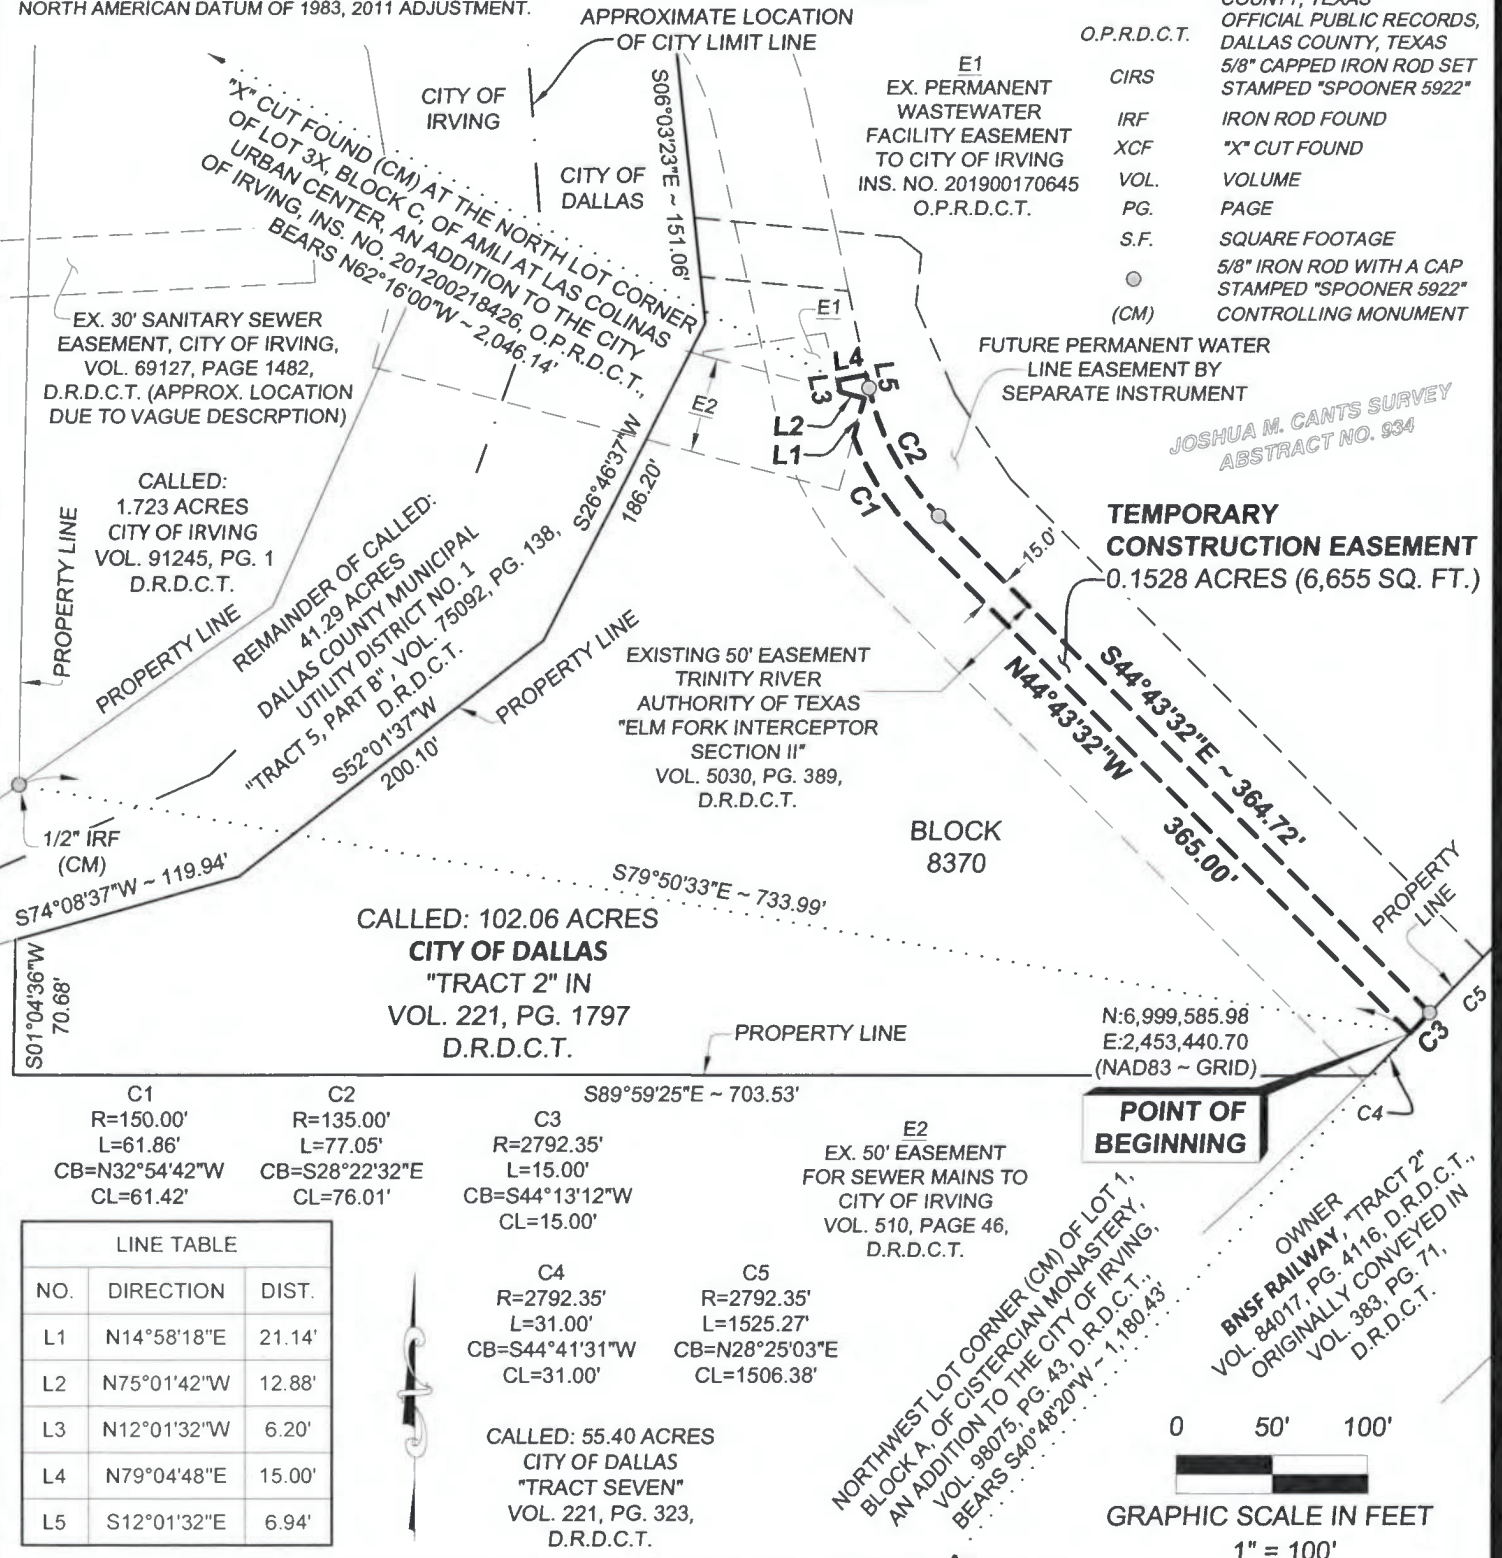 NORTH AMERICAN DATUM OF 1983, 2011 ADJUSTMENT.
APPROXIMATE LOCATION
OF CITY LIMIT LINE
COUNTY, TEXAS
O.P.R.D.C.T. OFFICIAL PUBLIC RECORDS,
DALLAS COUNTY, TEXAS
CIRS 5/8" CAPPED IRON ROD SET
STAMPED "SPOONER 5922"
IRF IRON ROD FOUND
XCF "X" CUT FOUND
VOL. VOLUME
PG. PAGE
S.F. SQUARE FOOTAGE
5/8" IRON ROD WITH A CAP
STAMPED "SPOONER 5922"
(CM) CONTROLLING MONUMENT
E1
EX. PERMANENT
WASTEWATER
FACILITY EASEMENT
TO CITY OF IRVING
INS. NO. 201900170645
O.P.R.D.C.T.
CITY OF
IRVING
CITY OF
DALLAS
S06°03'23"E ~ 151.06'
"X" CUT FOUND (CM) AT THE NORTH LOT CORNER
OF LOT 3X, BLOCK C, OF AMLI AT LAS COLINAS
URBAN CENTER, AN ADDITION TO THE CITY
OF IRVING, INS. NO. 201200218426, O.P.R.D.C.T.,
BEARS N62°16'00"W ~ 2,046.14'
EX. 30' SANITARY SEWER
EASEMENT, CITY OF IRVING,
VOL. 69127, PAGE 1482,
D.R.D.C.T. (APPROX. LOCATION
DUE TO VAGUE DESCRPTION)
E1
E2
L4
L5
L3
L2
L1
C2
C1
FUTURE PERMANENT WATER
LINE EASEMENT BY
SEPARATE INSTRUMENT
JOSHUA M. CANTS SURVEY
ABSTRACT NO. 934
CALLED:
1.723 ACRES
CITY OF IRVING
VOL. 91245, PG. 1
D.R.D.C.T.
PROPERTY LINE
PROPERTY LINE
REMAINDER OF CALLED:
41.29 ACRES
DALLAS COUNTY MUNICIPAL
UTILITY DISTRICT NO. 1
"TRACT 5, PART B", VOL. 75092, PG. 138,
D.R.D.C.T.
S26°46'37"W
186.20'
S52°01'37"W
200.10'
PROPERTY LINE
TEMPORARY
CONSTRUCTION EASEMENT
0.1528 ACRES (6,655 SQ. FT.)
15.0'
EXISTING 50' EASEMENT
TRINITY RIVER
AUTHORITY OF TEXAS
"ELM FORK INTERCEPTOR
SECTION II"
VOL. 5030, PG. 389,
D.R.D.C.T.
S44°43'32"E ~ 364.72'
N44°43'32"W
365.00'
1/2" IRF
(CM)
S74°08'37"W ~ 119.94'
BLOCK
8370
S79°50'33"E ~ 733.99'
CALLED: 102.06 ACRES
CITY OF DALLAS
"TRACT 2" IN
VOL. 221, PG. 1797
D.R.D.C.T.
S01°04'36"W
70.68'
PROPERTY LINE
PROPERTY
LINE
C5
C3
C4
N:6,999,585.98
E:2,453,440.70
(NAD83 ~ GRID)
POINT OF
BEGINNING
S89°59'25"E ~ 703.53'
C1
R=150.00'
L=61.86'
CB=N32°54'42"W
CL=61.42'
C2
R=135.00'
L=77.05'
CB=S28°22'32"E
CL=76.01'
C3
R=2792.35'
L=15.00'
CB=S44°13'12"W
CL=15.00'
E2
EX. 50' EASEMENT
FOR SEWER MAINS TO
CITY OF IRVING
VOL. 510, PAGE 46,
D.R.D.C.T.
C4
R=2792.35'
L=31.00'
CB=S44°41'31"W
CL=31.00'
C5
R=2792.35'
L=1525.27'
CB=N28°25'03"E
CL=1506.38'
LINE TABLE
NO. DIRECTION DIST.
L1 N14°58'18"E 21.14'
L2 N75°01'42"W 12.88'
L3 N12°01'32"W 6.20'
L4 N79°04'48"E 15.00'
L5 S12°01'32"E 6.94'
CALLED: 55.40 ACRES
CITY OF DALLAS
"TRACT SEVEN"
VOL. 221, PG. 323,
D.R.D.C.T.
NORTHWEST LOT CORNER (CM) OF LOT 1,
BLOCK A, OF CISTERCIAN MONASTERY,
AN ADDITION TO THE CITY OF IRVING,
VOL. 98075, PG. 43, D.R.D.C.T.,
BEARS S40°48'20"W ~ 1,180.43'
OWNER
BNSF RAILWAY, "TRACT 2"
VOL. 84017, PG. 4116, D.R.D.C.T.,
ORIGINALLY CONVEYED IN
VOL. 383, PG. 71,
D.R.D.C.T.
0 50' 100'
GRAPHIC SCALE IN FEET
1" = 100'